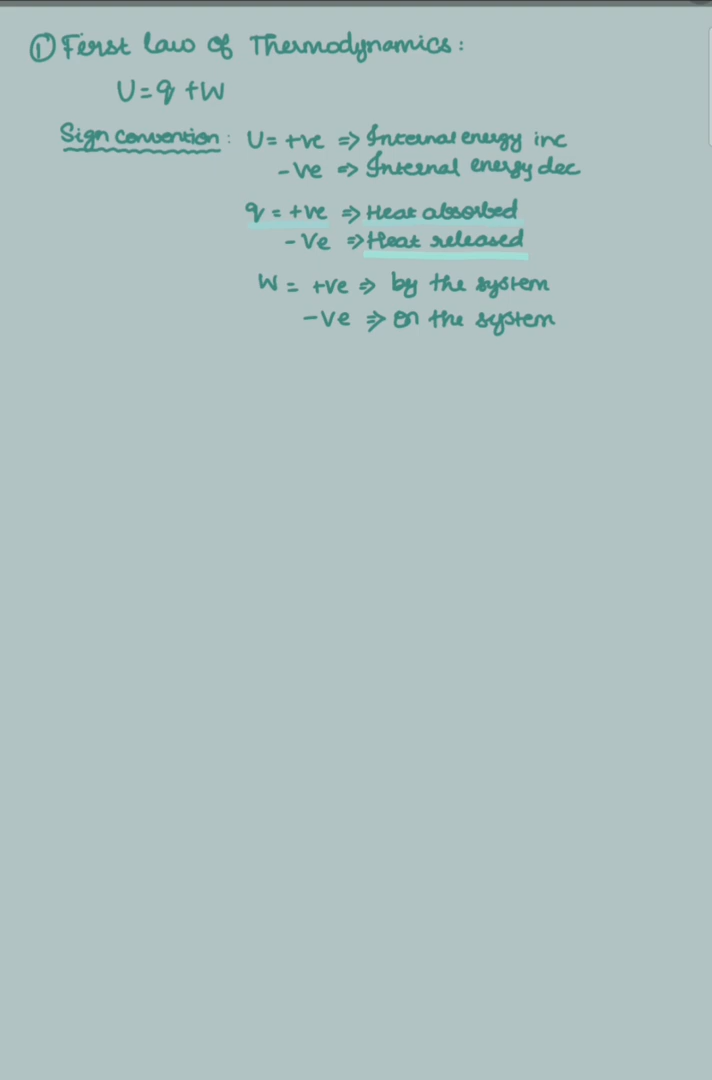 ① First law of Thermodynamics:
U = q + W
Sign convention: U = +ve ⇒ Internal energy inc
-ve ⇒ Internal energy dec
q = +ve ⇒ Heat absorbed
-ve ⇒ Heat released
W = +ve ⇒ by the system
-ve ⇒ on the system